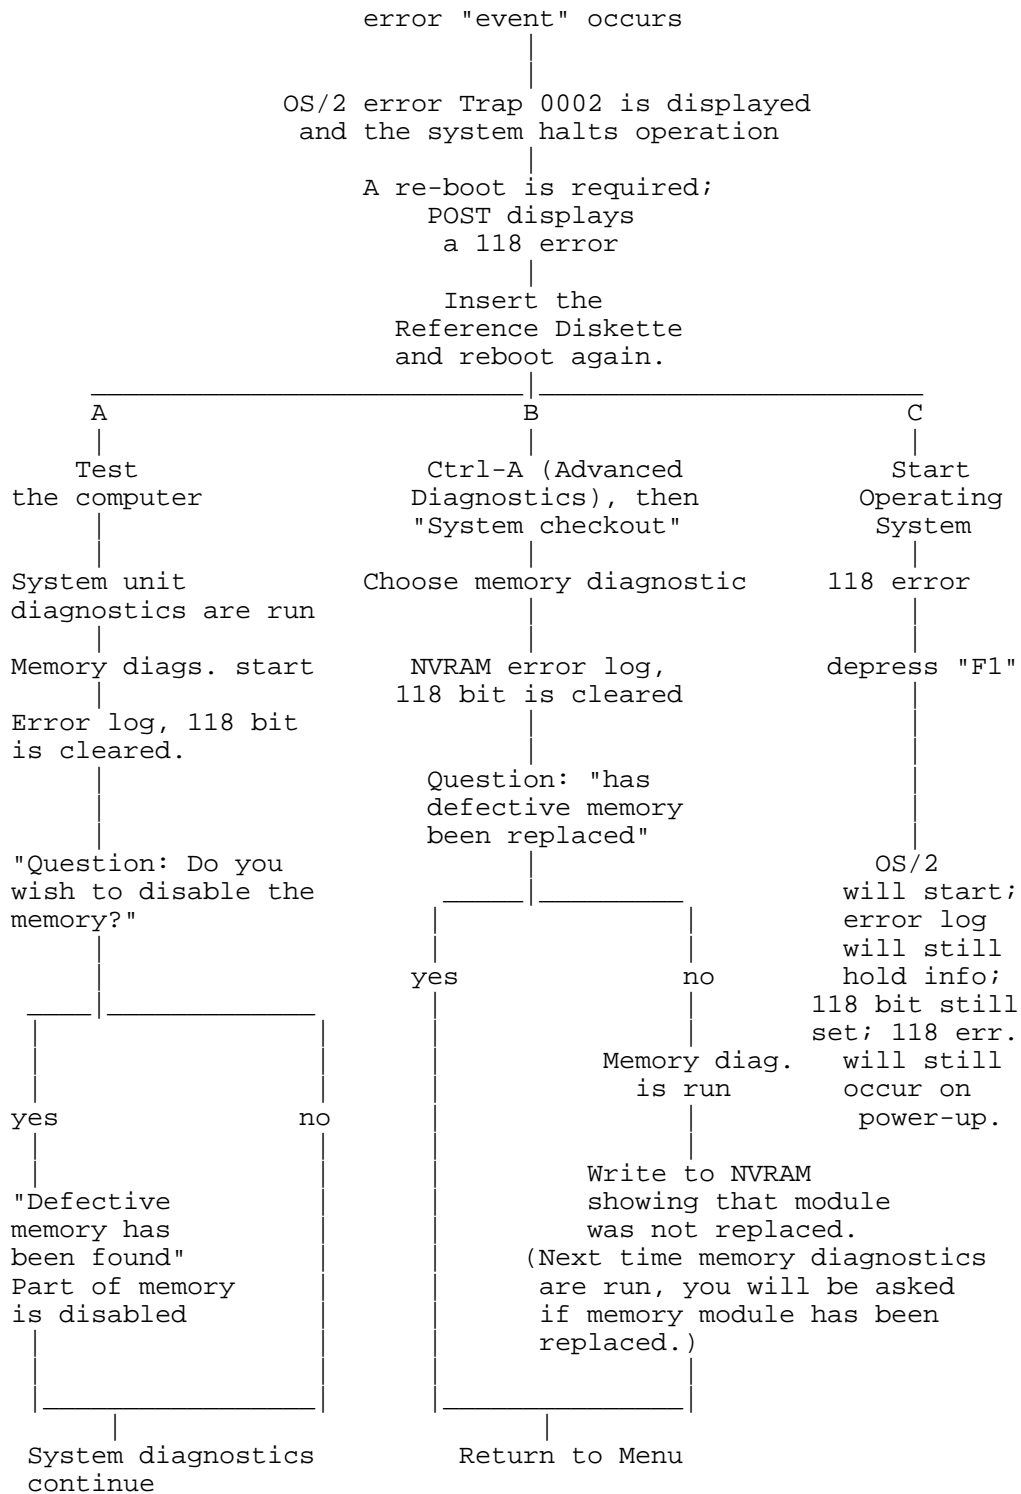 error "event" occurs
OS/2 error Trap 0002 is displayed
and the system halts operation
A re-boot is required;
POST displays
a 118 error
Insert the
Reference Diskette
and reboot again.
A
Test
the computer
System unit
diagnostics are run
Memory diags. start
Error log, 118 bit
is cleared.
"Question: Do you
wish to disable the
memory?"
yes
no
"Defective
memory has
been found"
Part of memory
is disabled
System diagnostics
continue
B
Ctrl-A (Advanced
Diagnostics), then
"System checkout"
Choose memory diagnostic
NVRAM error log,
118 bit is cleared
Question: "has
defective memory
been replaced"
yes
no
Memory diag.
is run
Write to NVRAM
showing that module
was not replaced.
(Next time memory diagnostics
are run, you will be asked
if memory module has been
replaced.)
Return to Menu
C
Start
Operating
System
118 error
depress "F1"
OS/2
will start;
error log
will still
hold info;
118 bit still
set; 118 err.
will still
occur on
power-up.